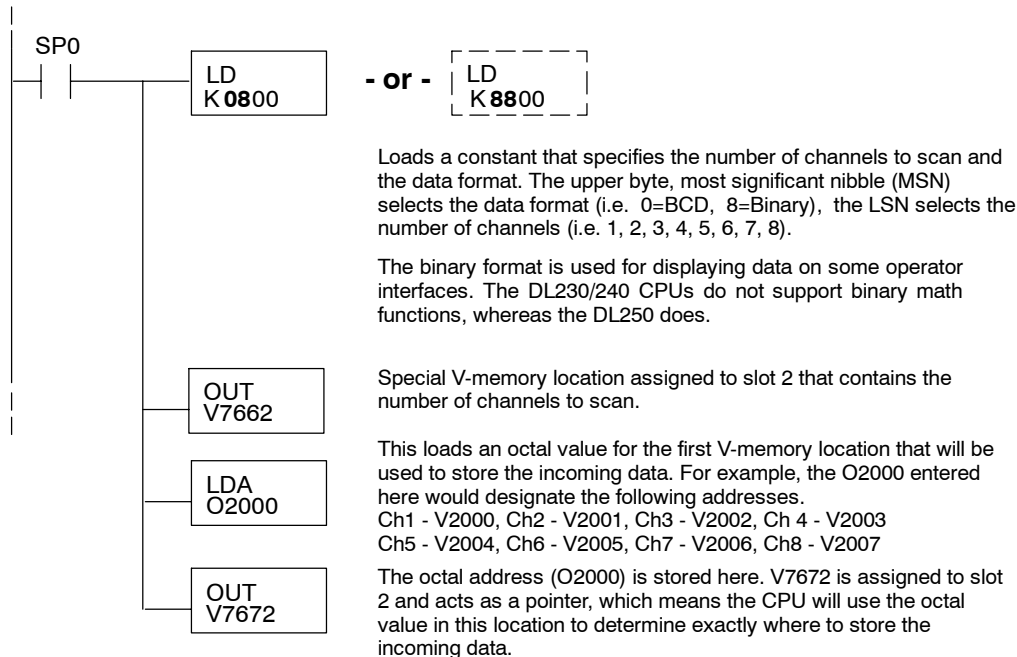 SP0
LD
K0800
- or -
LD
K8800
Loads a constant that specifies the number of channels to scan and
the data format. The upper byte, most significant nibble (MSN)
selects the data format (i.e. 0=BCD, 8=Binary), the LSN selects the
number of channels (i.e. 1, 2, 3, 4, 5, 6, 7, 8).
The binary format is used for displaying data on some operator
interfaces. The DL230/240 CPUs do not support binary math
functions, whereas the DL250 does.
OUT
V7662
Special V-memory location assigned to slot 2 that contains the
number of channels to scan.
LDA
O2000
This loads an octal value for the first V-memory location that will be
used to store the incoming data. For example, the O2000 entered
here would designate the following addresses.
Ch1 - V2000, Ch2 - V2001, Ch3 - V2002, Ch 4 - V2003
Ch5 - V2004, Ch6 - V2005, Ch7 - V2006, Ch8 - V2007
OUT
V7672
The octal address (O2000) is stored here. V7672 is assigned to slot
2 and acts as a pointer, which means the CPU will use the octal
value in this location to determine exactly where to store the
incoming data.